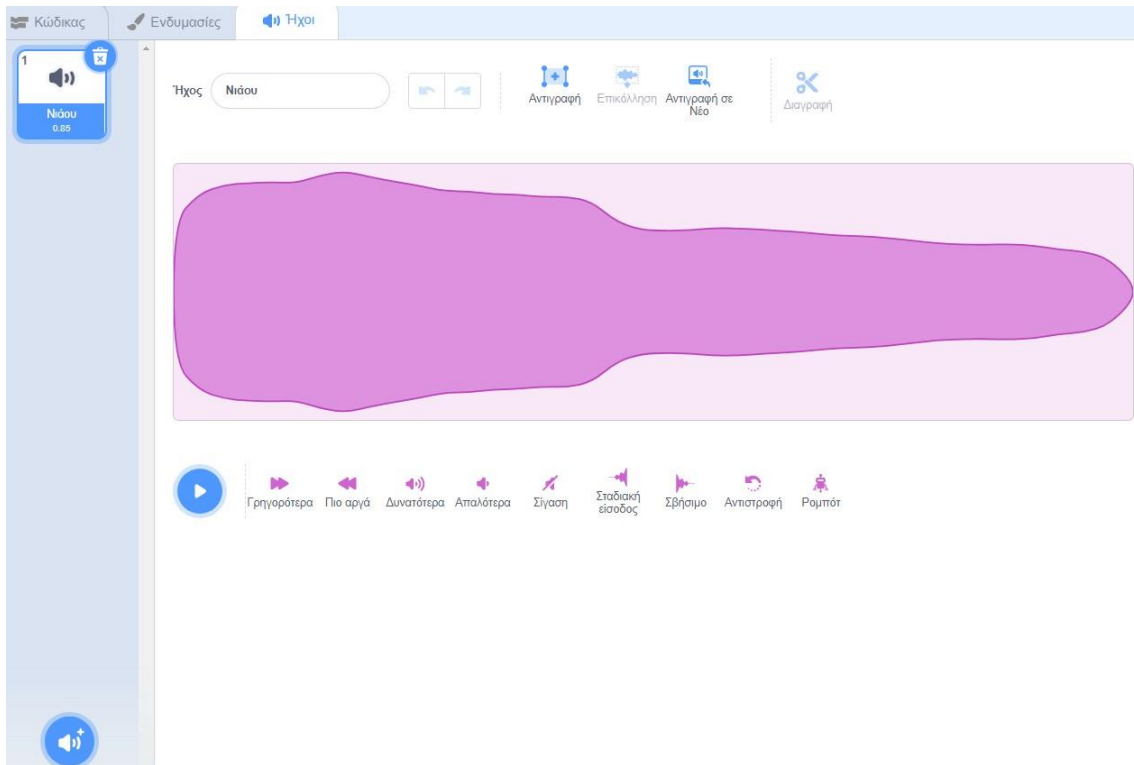 Κώδικας
Ενδυμασίες
Ήχοι
1
Νιάου
0.85
Ήχος
Νιάου
Αντιγραφή
Επικόλληση
Αντιγραφή σε
Νέο
Διαγραφή
Γρηγορότερα
Πιο αργά
Δυνατότερα
Απαλότερα
Σίγαση
Σταδιακή
είσοδος
Σβήσιμο
Αντιστροφή
Ρομπότ